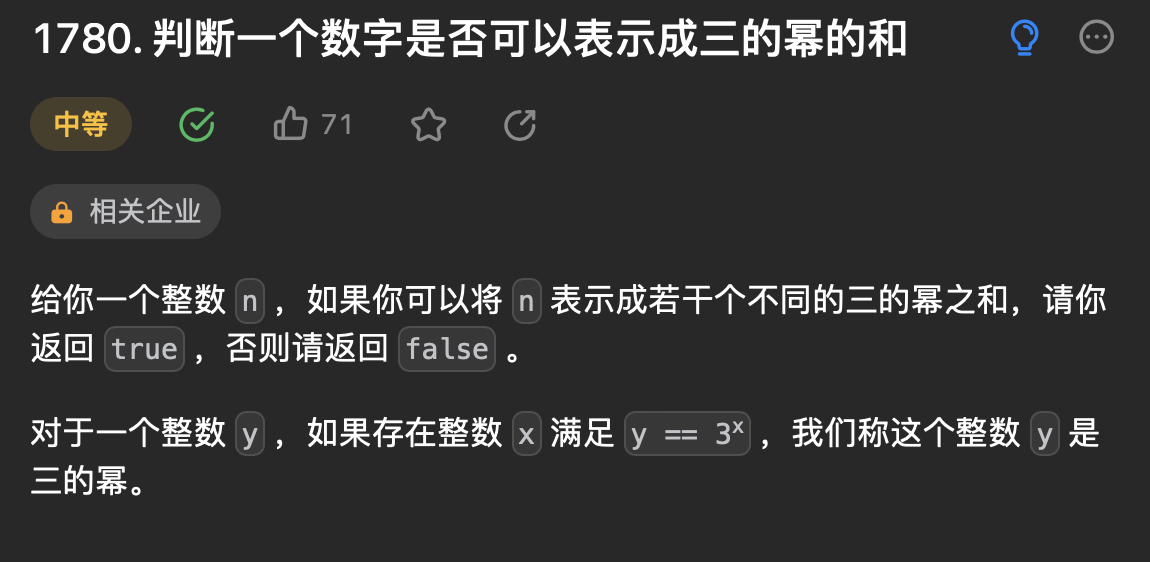 1780. 判断一个数字是否可以表示成三的幂的和
中等 71
相关企业
给你一个整数 n ，如果你可以将 n 表示成若干个不同的三的幂之和，请你
返回 true ，否则请返回 false 。
对于一个整数 y ，如果存在整数 x 满足 y == 3ˣ ，我们称这个整数 y 是
三的幂。